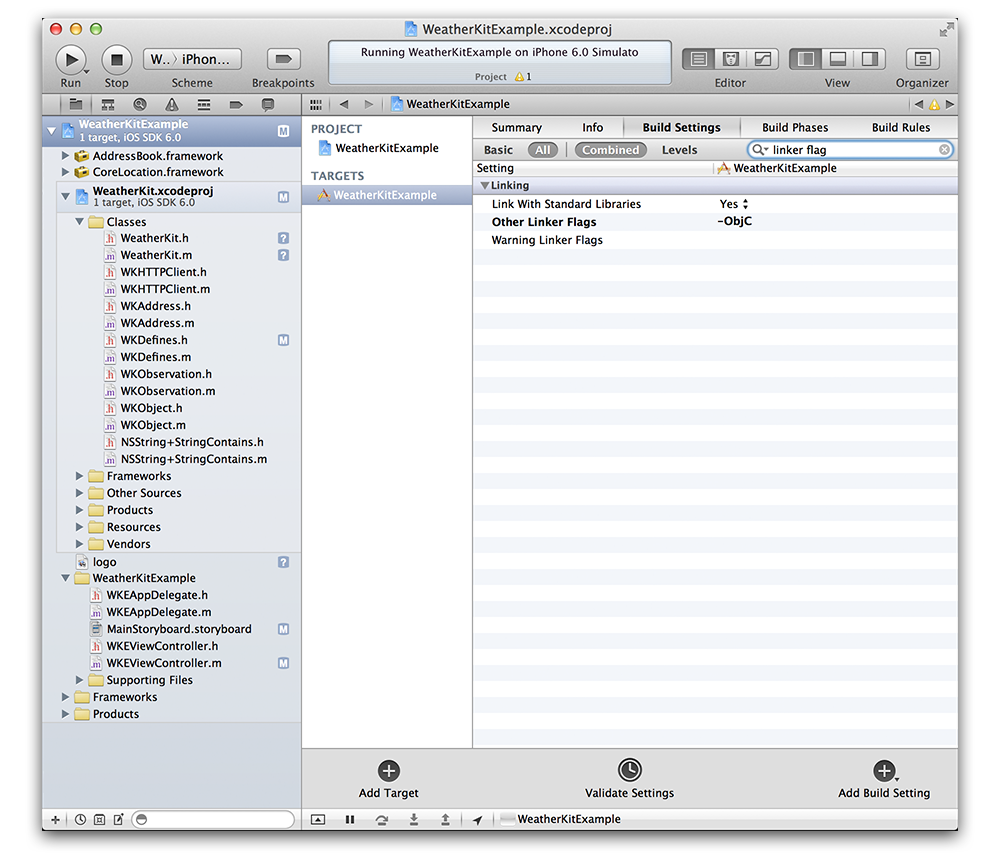 WeatherKitExample.xcodeproj
Run
Stop
W.. 〉 iPhon...
Scheme
Breakpoints
Running WeatherKitExample on iPhone 6.0 Simulato
Project 1
Editor
View
Organizer
WeatherKitExample
WeatherKitExample
1 target, iOS SDK 6.0
M
AddressBook.framework
CoreLocation.framework
WeatherKit.xcodeproj
1 target, iOS SDK 6.0
M
Classes
h WeatherKit.h ?
m WeatherKit.m ?
h WKHTTPClient.h
m WKHTTPClient.m
h WKAddress.h
m WKAddress.m
h WKDefines.h M
m WKDefines.m
h WKObservation.h
m WKObservation.m
h WKObject.h
m WKObject.m
h NSString+StringContains.h
m NSString+StringContains.m
Frameworks
Other Sources
Products
Resources
Vendors
logo ?
WeatherKitExample
h WKEAppDelegate.h
m WKEAppDelegate.m
MainStoryboard.storyboard M
h WKEViewController.h
m WKEViewController.m M
Supporting Files
Frameworks
Products
PROJECT
WeatherKitExample
TARGETS
WeatherKitExample
Summary Info Build Settings Build Phases Build Rules
Basic All Combined Levels linker flag
Setting WeatherKitExample
Linking
Link With Standard Libraries Yes
Other Linker Flags -ObjC
Warning Linker Flags
Add Target
Validate Settings
Add Build Setting
WeatherKitExample